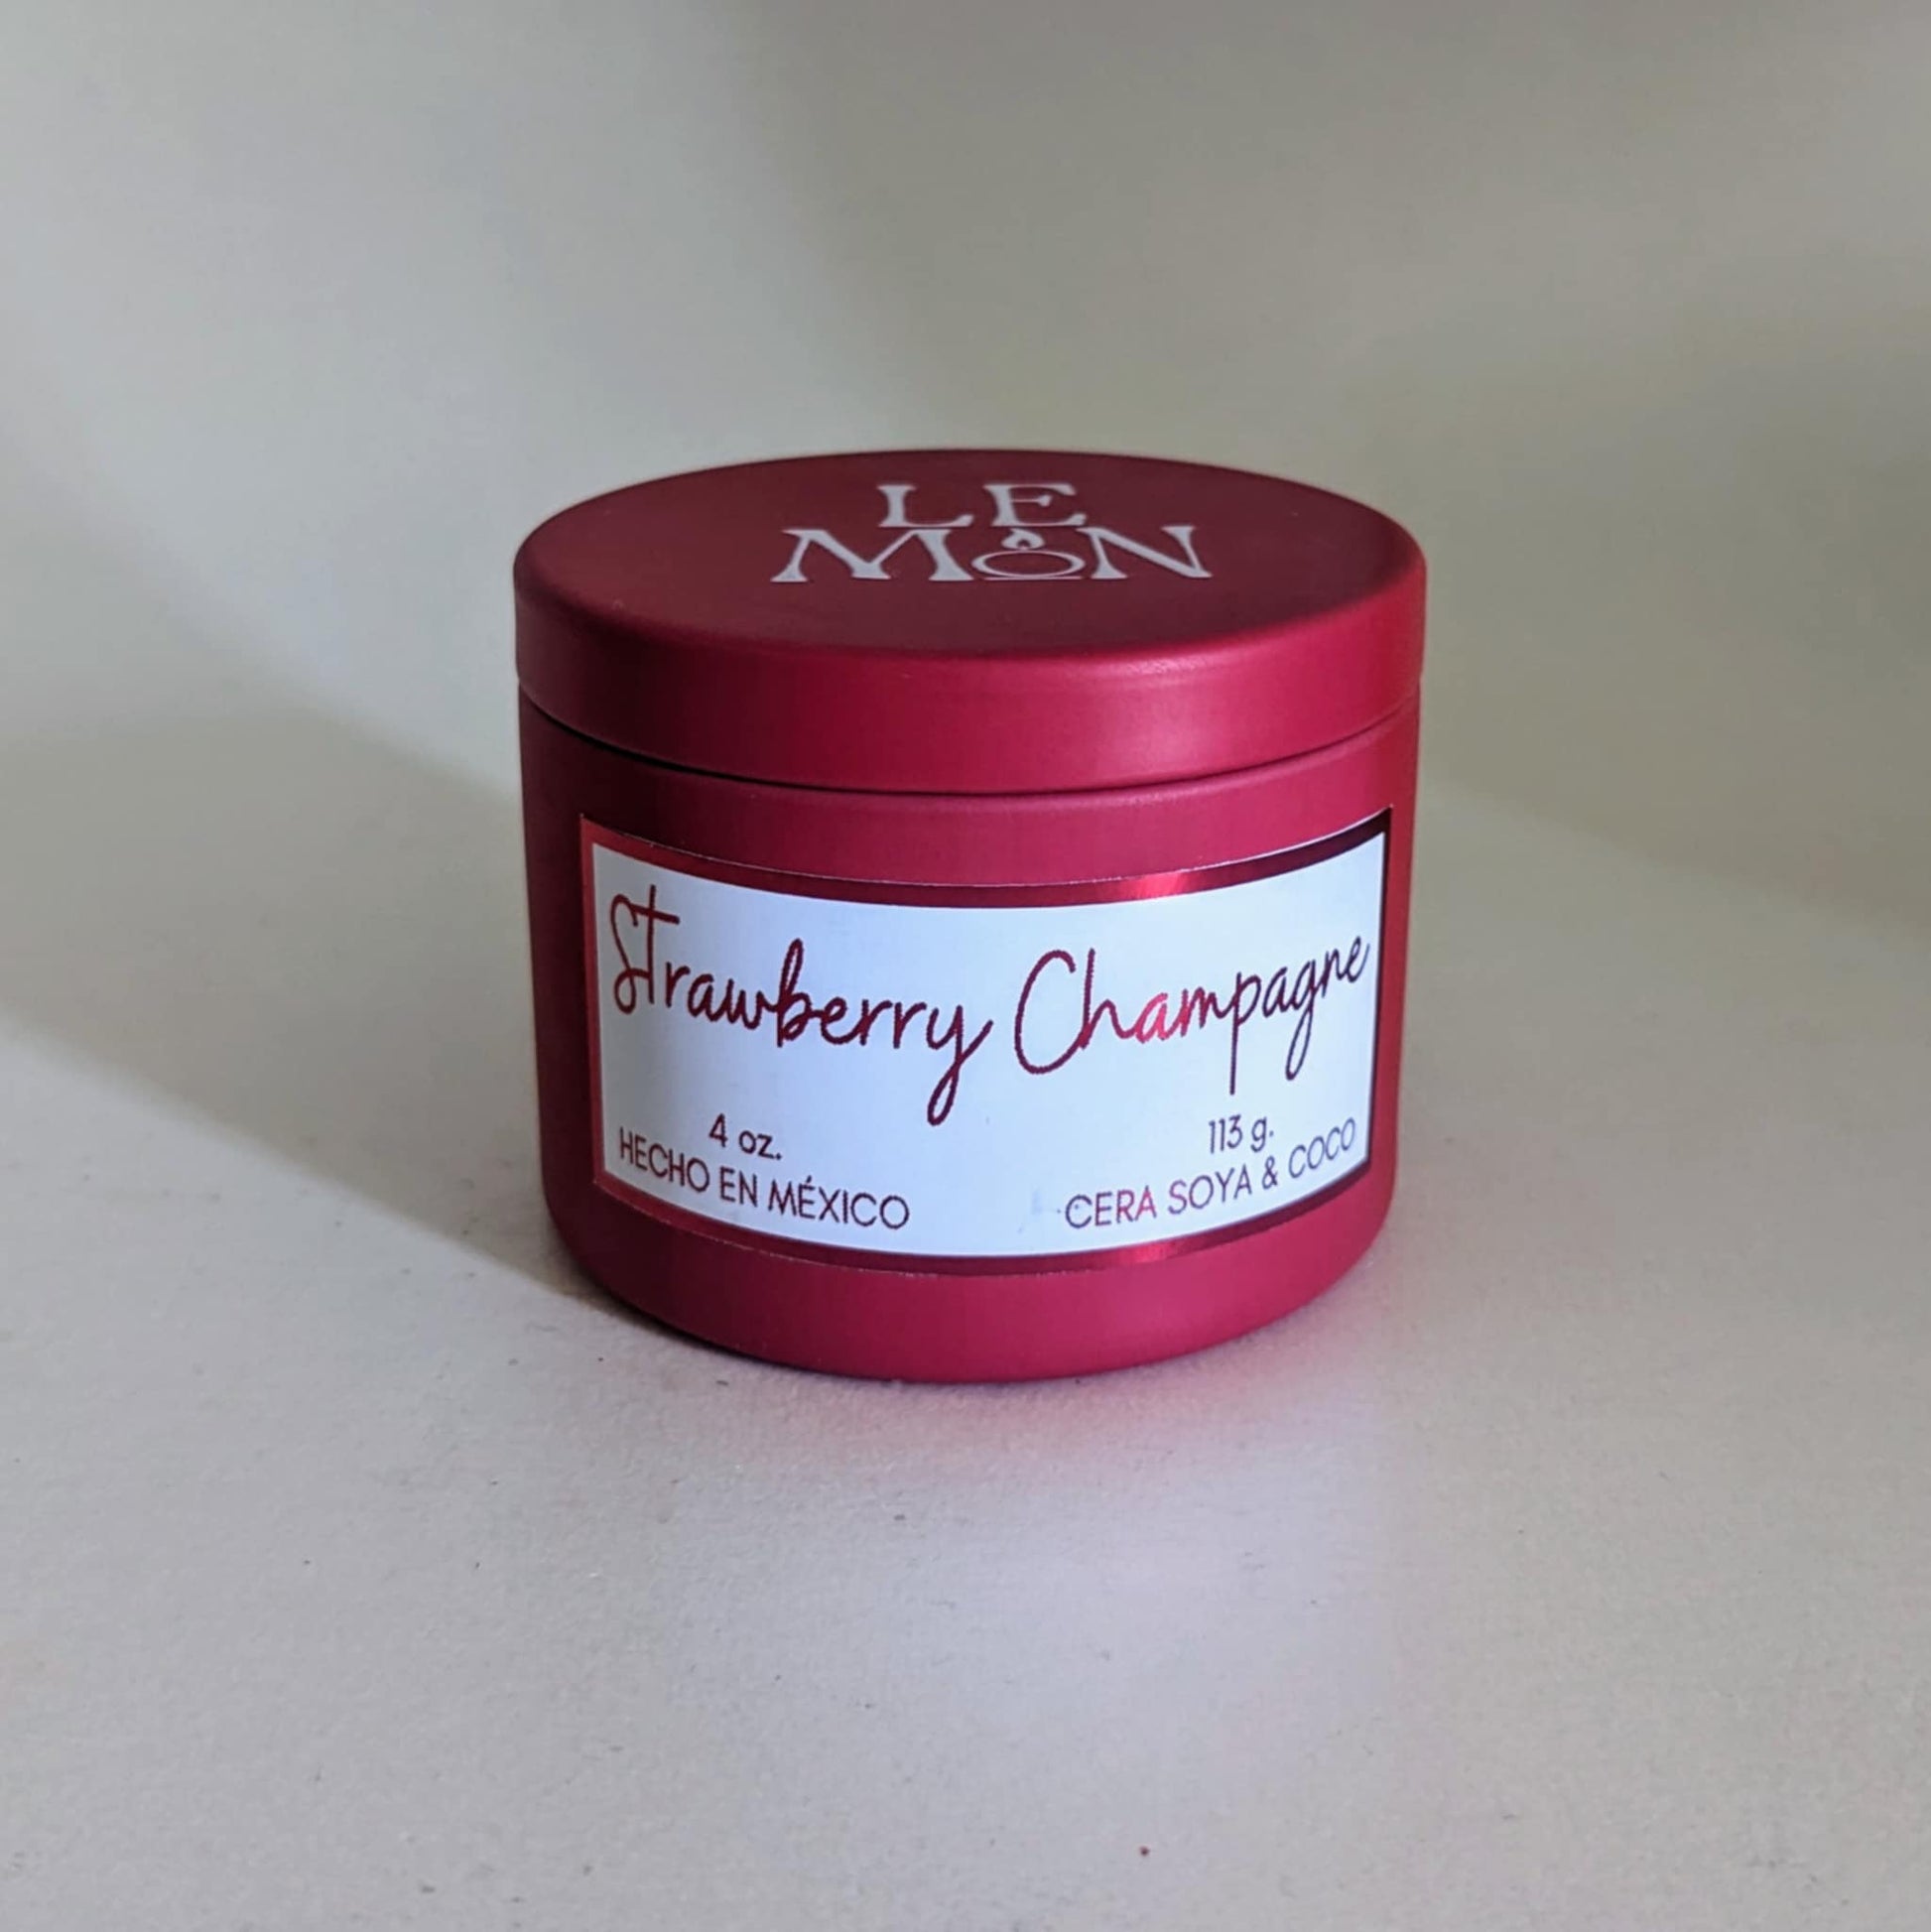 LE
MON
Strawberry Champagne
4 oz.
HECHO EN MÉXICO
113 g.
CERA SOYA & COCO